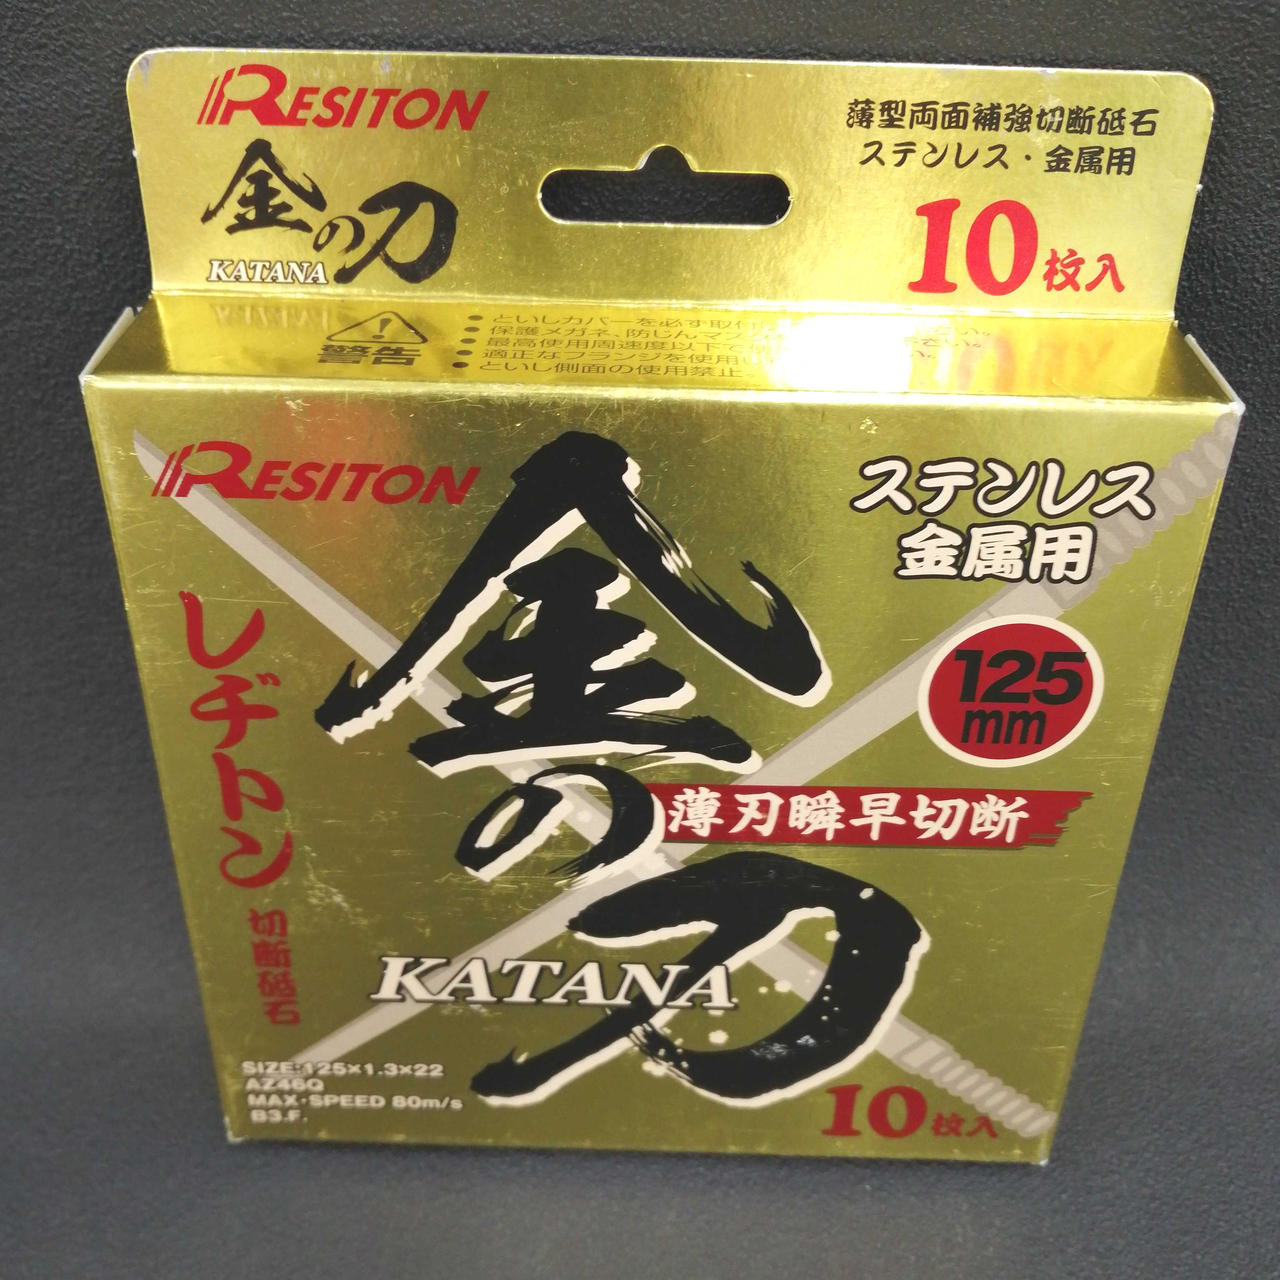 RESITON
金の刀
KATANA
薄型両面補強切断砥石
ステンレス・金属用
10枚入
警告
●といしカバーを必ず取付
●保護メガネ、防じんマス
●最高使用周速度以下で
●適正なフランジを使用し
●といし側面の使用禁止。
RESITON
ステンレス
金属用
125
mm
金の刀
薄刃瞬早切断
レヂトン
切断砥石
KATANA
SIZE:125×1.3×22
AZ46Q
MAX・SPEED 80m/s
B3.F.
10枚入